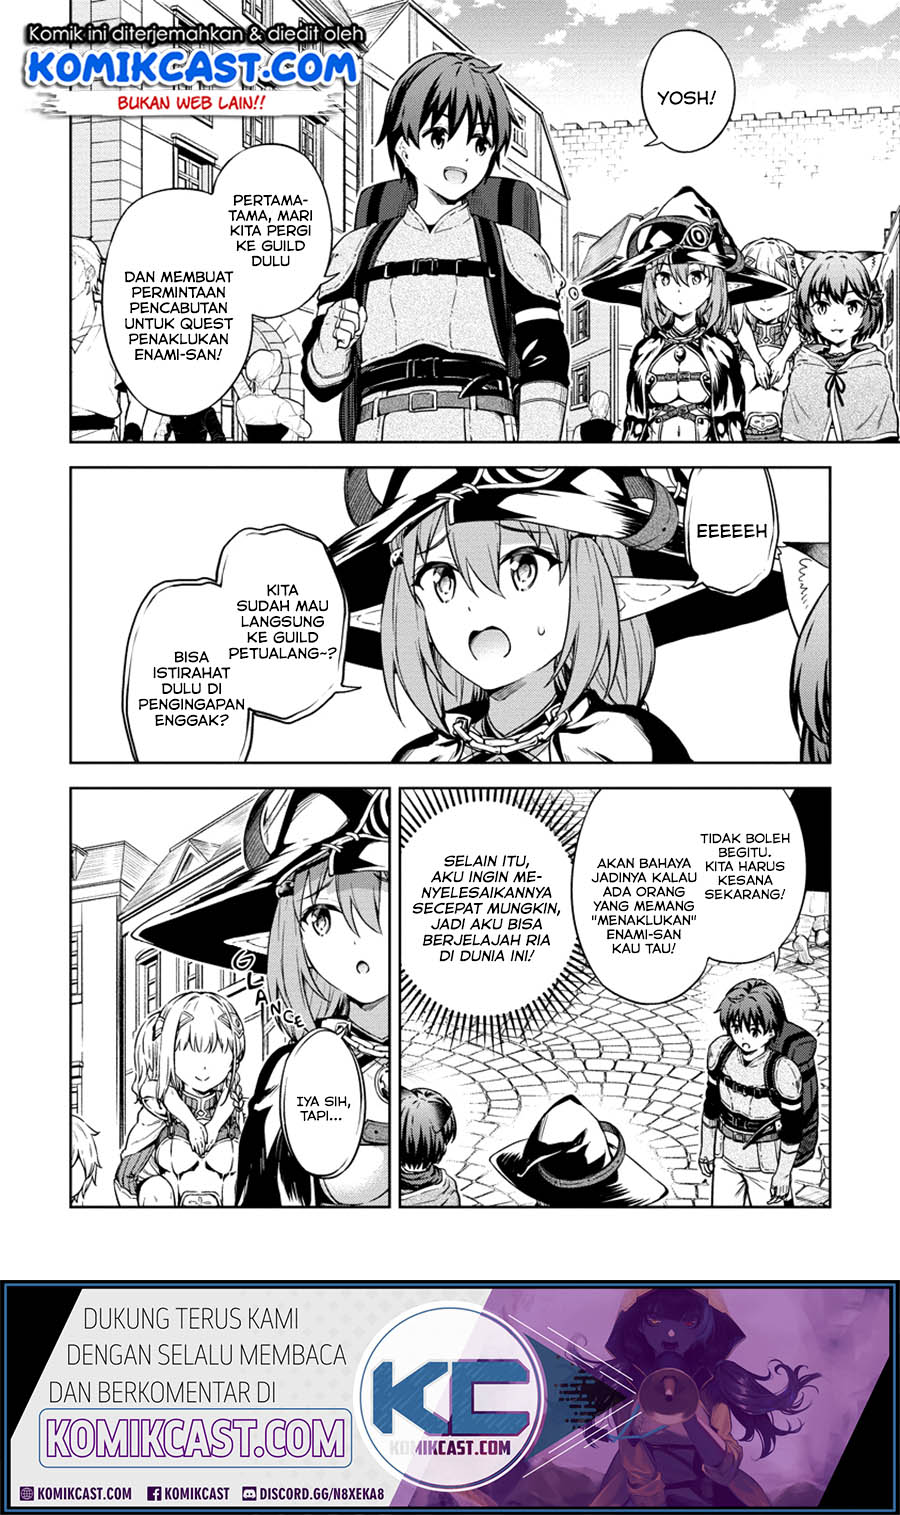 Komik ini diterjemahkan & diedit oleh
KOMIKCAST.COM
BUKAN WEB LAIN!!
YOSH!
PERTAMA-
TAMA, MARI
KITA PERGI
KE GUILD
DULU
DAN MEMBUAT
PERMINTAAN
PENCABUTAN
UNTUK QUEST
PENAKLUKAN
ENAMI-SAN!
EEEEEH
KITA
SUDAH MAU
LANGSUNG
KE GUILD
PETUALANG~?
BISA
ISTIRAHAT
DULU DI
PENGINGAPAN
ENGGAK?
TIDAK BOLEH
BEGITU.
KITA HARUS
KESANA
SEKARANG!
AKAN BAHAYA
JADINYA KALAU
ADA ORANG
YANG MEMANG
"MENAKLUKAN"
ENAMI-SAN
KAU TAU!
SELAIN ITU,
AKU INGIN ME-
NYELESAIKANNYA
SECEPAT MUNGKIN,
JADI AKU BISA
BERJELAJAH RIA
DI DUNIA INI!
GLANCE
IYA SIH,
TAPI...
DUKUNG TERUS KAMI
DENGAN SELALU MEMBACA
DAN BERKOMENTAR DI
KOMIKCAST.COM
KOMIKCAST.COM
KOMIKCAST
DISCORD.GG/N8XEKA8
KC
KOMIKCAST.COM